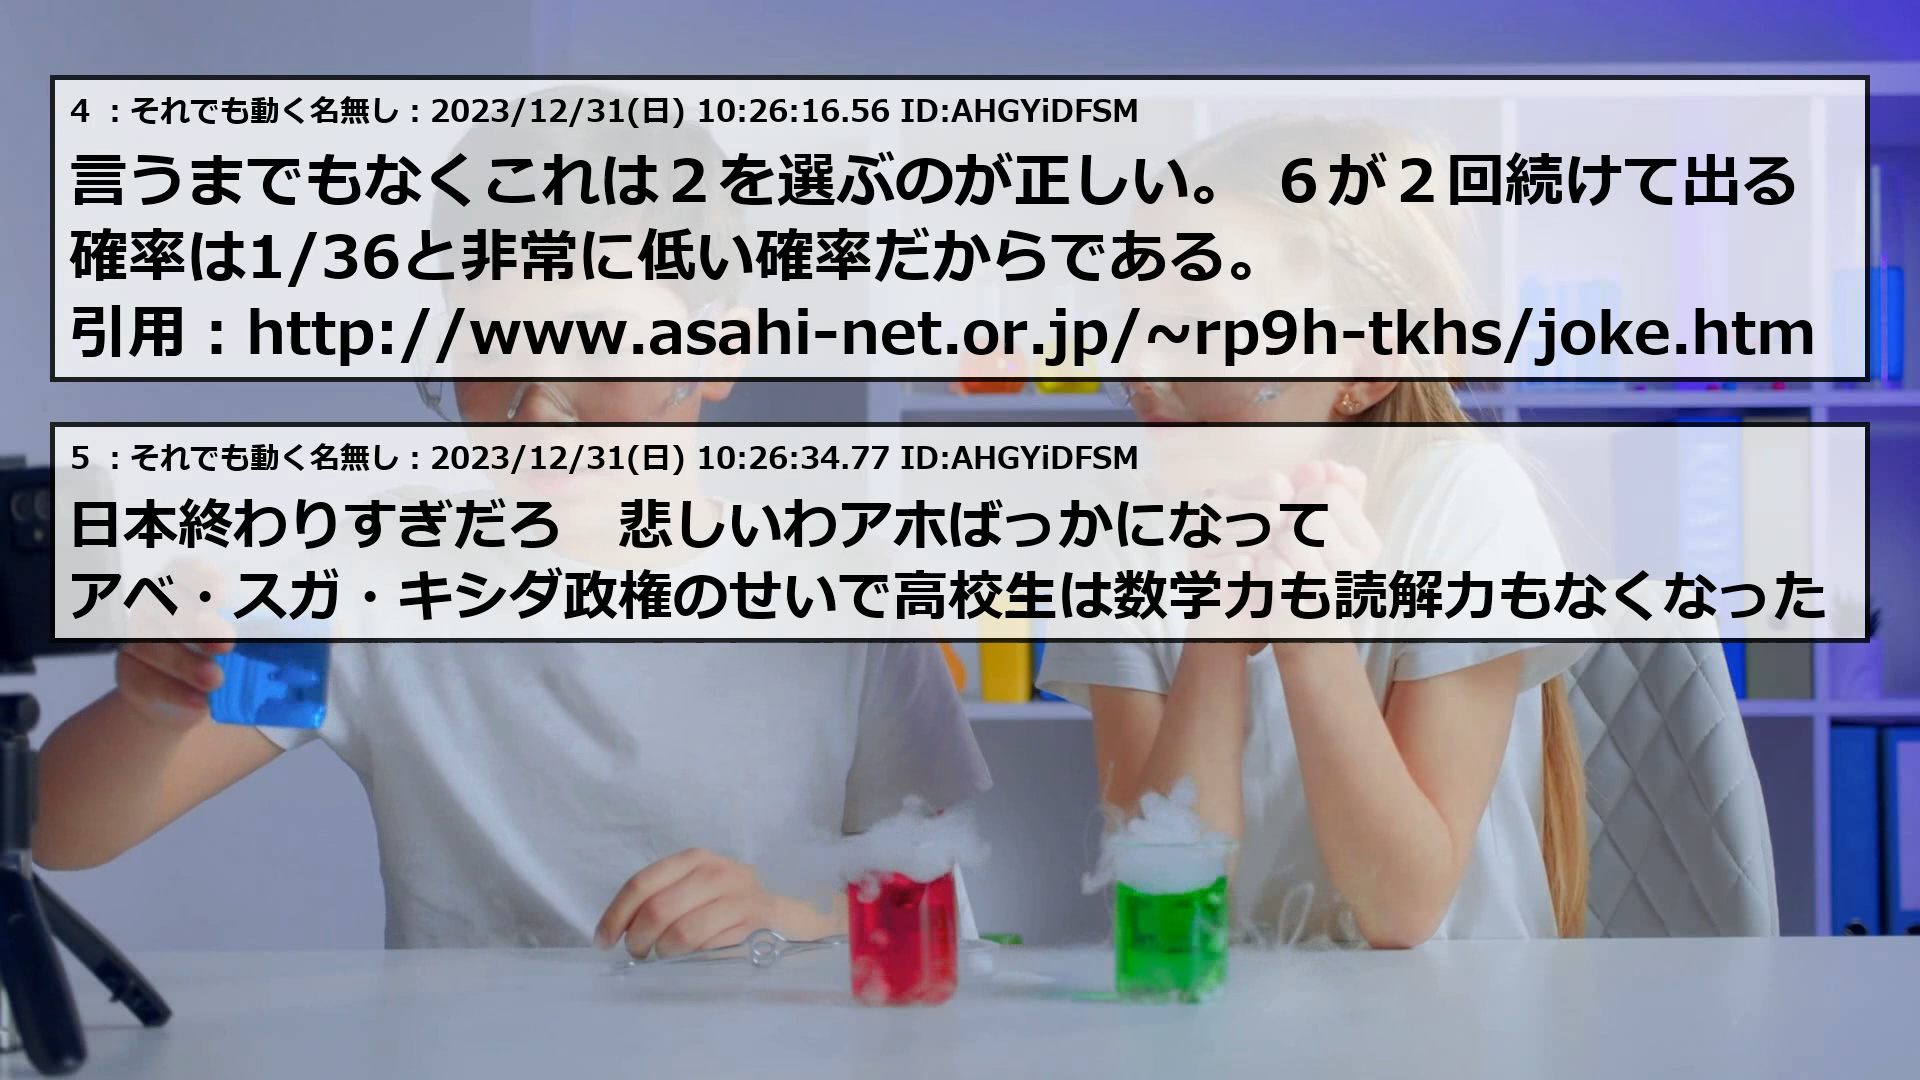 4 ：それでも動く名無し：2023/12/31(日) 10:26:16.56 ID:AHGYiDFSM
言うまでもなくこれは２を選ぶのが正しい。 ６が２回続けて出る
確率は1/36と非常に低い確率だからである。
引用：http://www.asahi-net.or.jp/~rp9h-tkhs/joke.htm
5 ：それでも動く名無し：2023/12/31(日) 10:26:34.77 ID:AHGYiDFSM
日本終わりすぎだろ　悲しいわアホばっかになって
アベ・スガ・キシダ政権のせいで高校生は数学力も読解力もなくなった